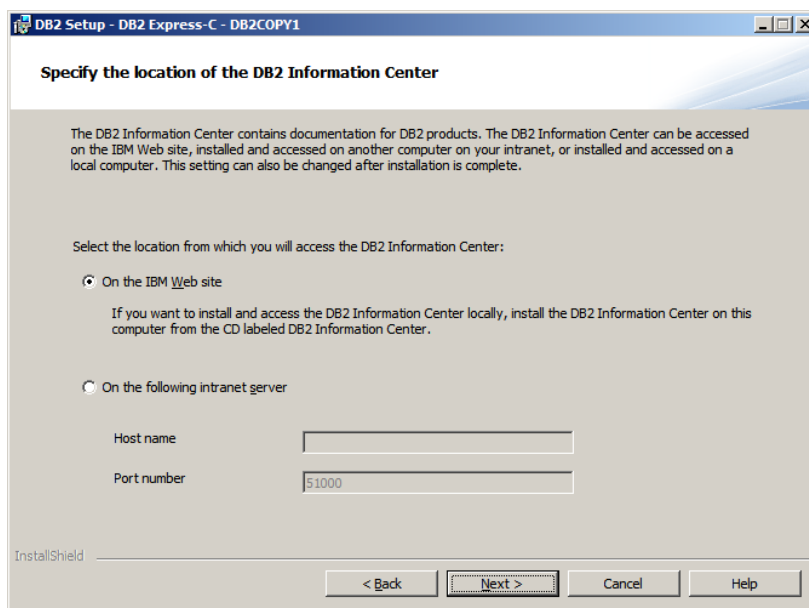 DB2 Setup - DB2 Express-C - DB2COPY1
Specify the location of the DB2 Information Center
The DB2 Information Center contains documentation for DB2 products. The DB2 Information Center can be accessed
on the IBM Web site, installed and accessed on another computer on your intranet, or installed and accessed on a
local computer. This setting can also be changed after installation is complete.
Select the location from which you will access the DB2 Information Center:
On the IBM Web site
If you want to install and access the DB2 Information Center locally, install the DB2 Information Center on this
computer from the CD labeled DB2 Information Center.
On the following intranet server
Host name
Port number
51000
InstallShield
< Back
Next >
Cancel
Help